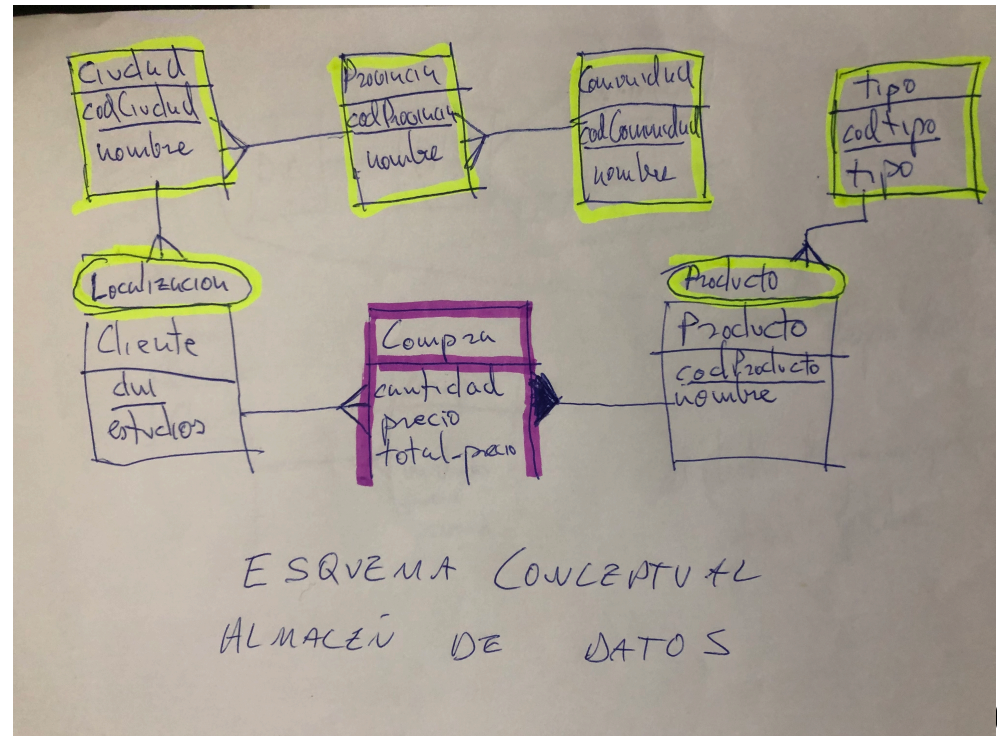 Ciudad
codCiudad
nombre
Provincia
codProvincia
nombre
Comunidad
codComunidad
nombre
tipo
codtipo
tipo
Localizacion
Cliente
dni
estudios
Compra
cantidad
precio
total-precio
Producto
Producto
codProducto
nombre
ESQUEMA CONCEPTUAL
ALMACÉN DE DATOS